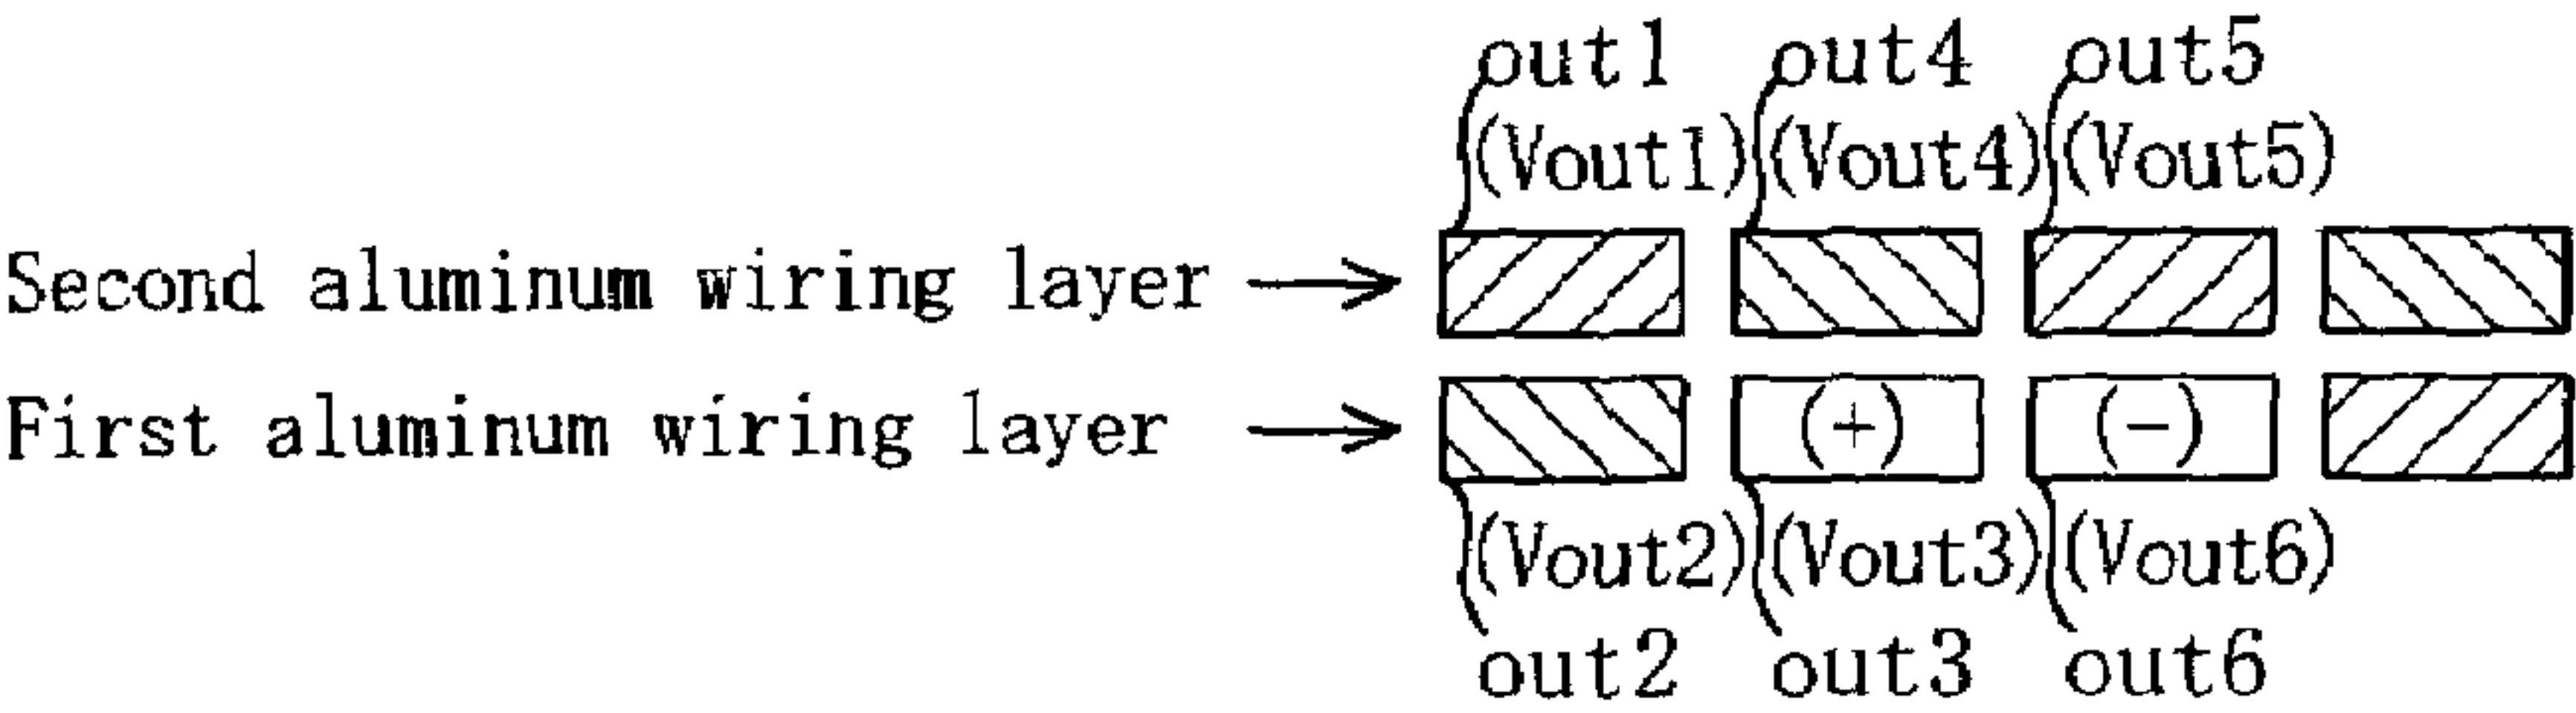 out1 out4 out5
(Vout1) (Vout4) (Vout5)
Second aluminum wiring layer
First aluminum wiring layer (+) (-)
(Vout2) (Vout3) (Vout6)
out2 out3 out6